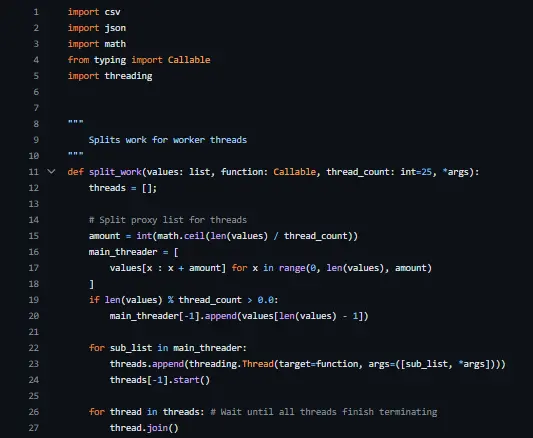 1 import csv
2 import json
3 import math
4 from typing import Callable
5 import threading
6
7
8 """
9     Splits work for worker threads
10 """
11 def split_work(values: list, function: Callable, thread_count: int=25, *args):
12     threads = [];
13
14     # Split proxy list for threads
15     amount = int(math.ceil(len(values) / thread_count))
16     main_threader = [
17         values[x : x + amount] for x in range(0, len(values), amount)
18     ]
19     if len(values) % thread_count > 0.0:
20         main_threader[-1].append(values[len(values) - 1])
21
22     for sub_list in main_threader:
23         threads.append(threading.Thread(target=function, args=([sub_list, *args])))
24         threads[-1].start()
25
26     for thread in threads: # Wait until all threads finish terminating
27         thread.join()